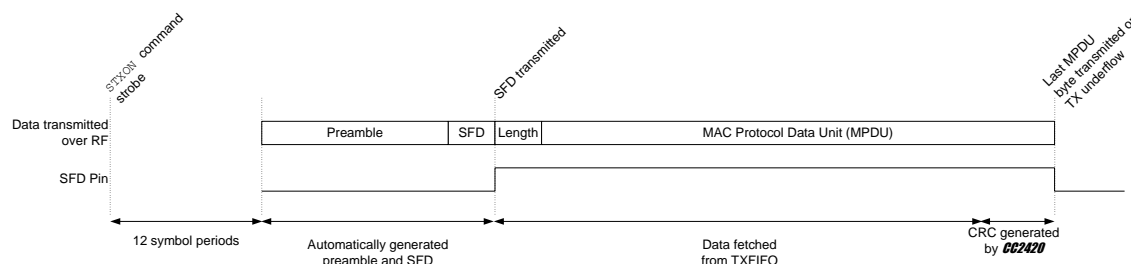 STXON command
strobe
SFD transmitted
Last MPDU
byte transmitted or
TX underflow
Data transmitted
over RF
Preamble
SFD
Length
MAC Protocol Data Unit (MPDU)
SFD Pin
12 symbol periods
Automatically generated
preamble and SFD
Data fetched
from TXFIFO
CRC generated
by CC2420